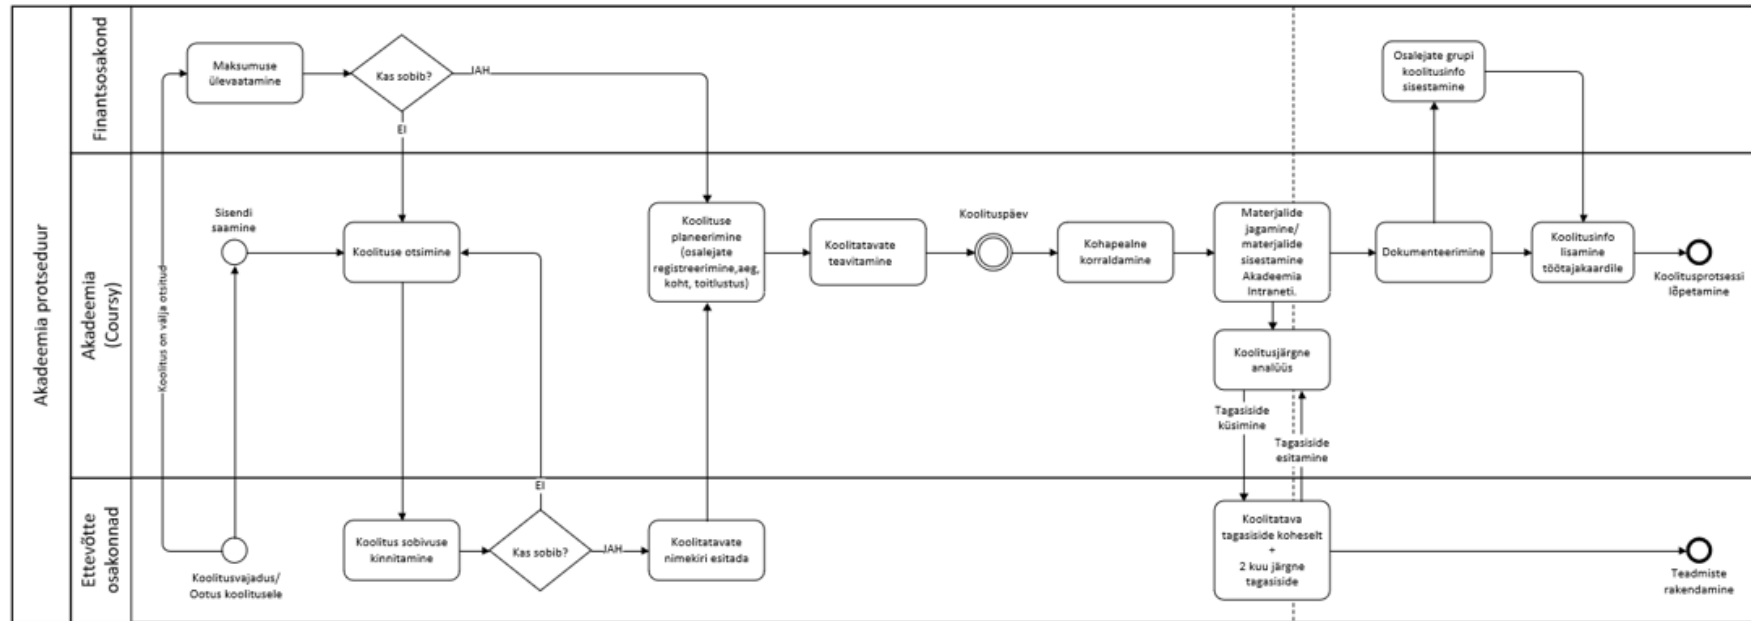 Akadeemia protseduur
Finantsosakond
Maksumuse
ülevaatamine
Kas sobib?
JAH
EI
Osalejate grupi
koolitusinfo
sisestamine
Akadeemia
(Coursy)
Koolitus on välja otsitud
Sisendi
saamine
Koolituse otsimine
Koolituse
planeerimine
(osalejate
registreerimine,aeg,
koht, toitlustus)
Koolitatavate
teavitamine
Koolituspäev
Kohapealne
korraldamine
Materjalide
jagamine/
materjalide
sisestamine
Akadeemia
Intraneti.
Dokumenteerimine
Koolitusinfo
lisamine
töötajakaardile
Koolitusprotsessi
lõpetamine
Koolitusjärgne
analüüs
Tagasiside
küsimine
Tagasiside
esitamine
Ettevõtte
osakonnad
Koolitusvajadus/
Ootus koolitusele
Koolitus sobivuse
kinnitamine
Kas sobib?
EI
JAH
Koolitatavate
nimekiri esitada
Koolitatava
tagasiside koheselt
+
2 kuu järgne
tagasiside
Teadmiste
rakendamine